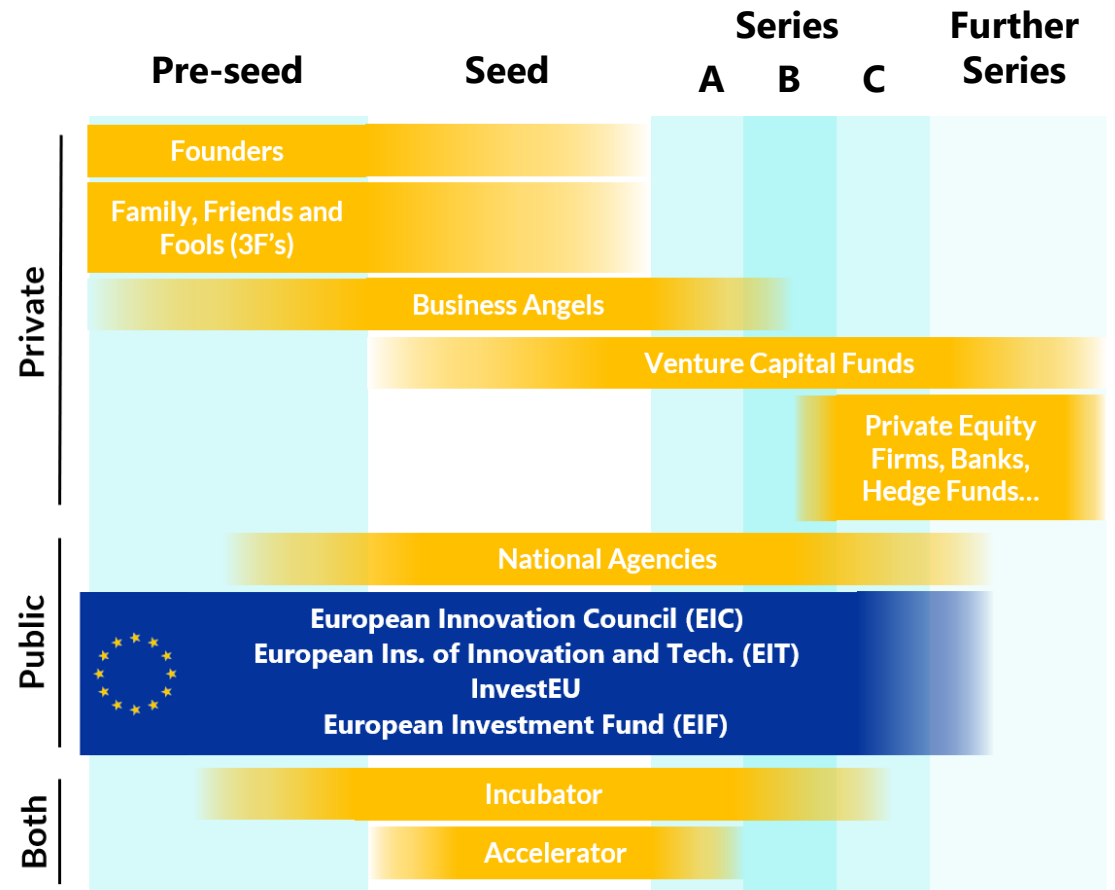 Pre-seed
Seed
Series
A B C
Further
Series
Private
Founders
Family, Friends and
Fools (3F's)
Business Angels
Venture Capital Funds
Private Equity
Firms, Banks,
Hedge Funds...
Public
National Agencies
European Innovation Council (EIC)
European Ins. of Innovation and Tech. (EIT)
InvestEU
European Investment Fund (EIF)
Both
Incubator
Accelerator